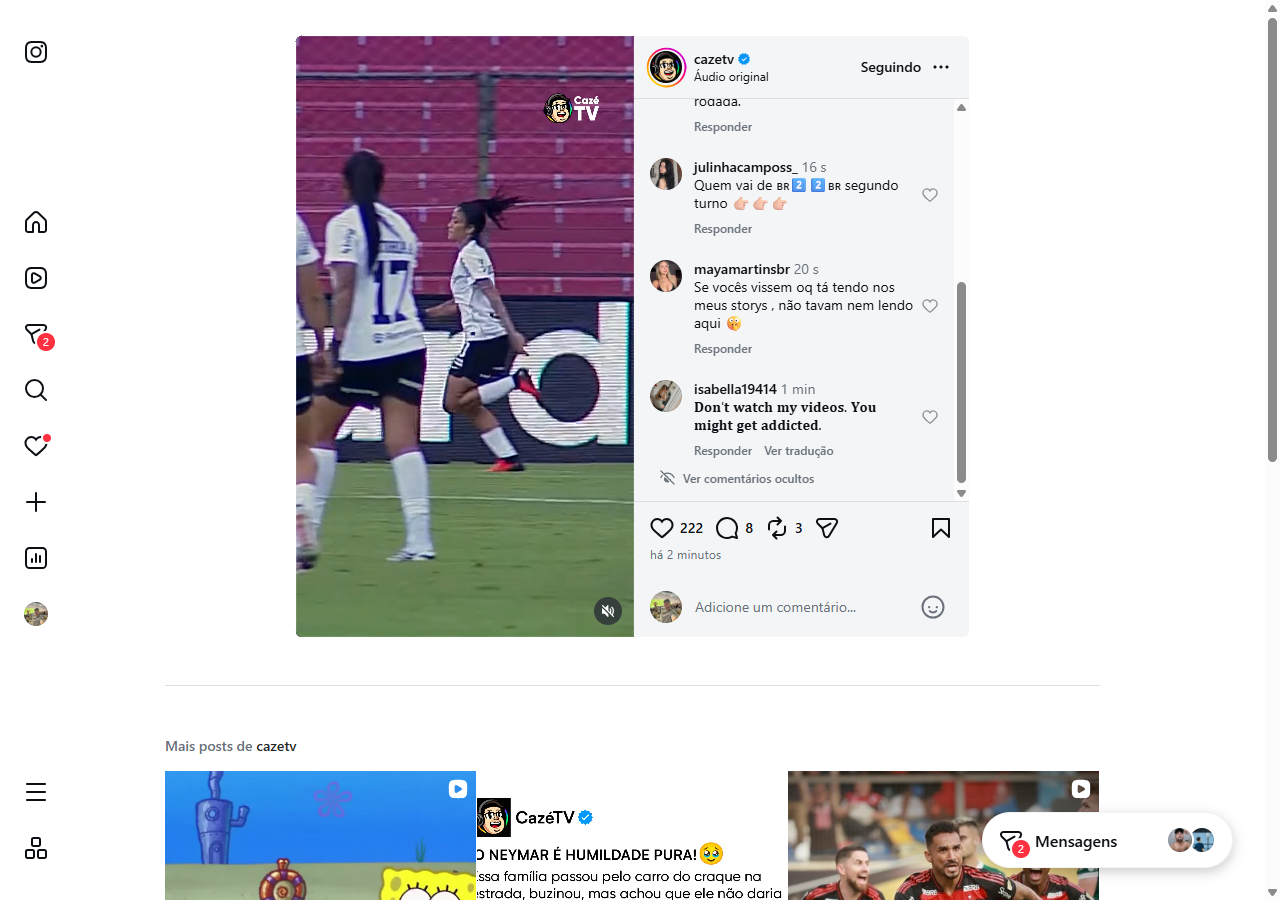 Cazé
TV
17
rd
cazetv
Áudio original
Seguindo
rodada.
Responder
julinhacamposs_ 16 s
Quem vai de ʙʀ2️⃣ 2️⃣ʙʀ segundo
turno 👉🏻👉🏻👉🏻
Responder
mayamartinsbr 20 s
Se vocês vissem oq tá tendo nos
meus storys , não tavam nem lendo
aqui 🫣
Responder
isabella19414 1 min
𝐃𝐨𝐧'𝐭 𝐰𝐚𝐭𝐜𝐡 𝐦𝐲 𝐯𝐢𝐝𝐞𝐨𝐬. 𝐘𝐨𝐮
𝐦𝐢𝐠𝐡𝐭 𝐠𝐞𝐭 𝐚𝐝𝐝𝐢𝐜𝐭𝐞𝐝.
Responder Ver tradução
Ver comentários ocultos
222 8 3
há 2 minutos
Adicione um comentário...
2
Mais posts de cazetv
CazéTV
O NEYMAR É HUMILDADE PURA!🥹
Essa família passou pelo carro do craque na
estrada, buzinou, mas achou que ele não daria
2
Mensagens